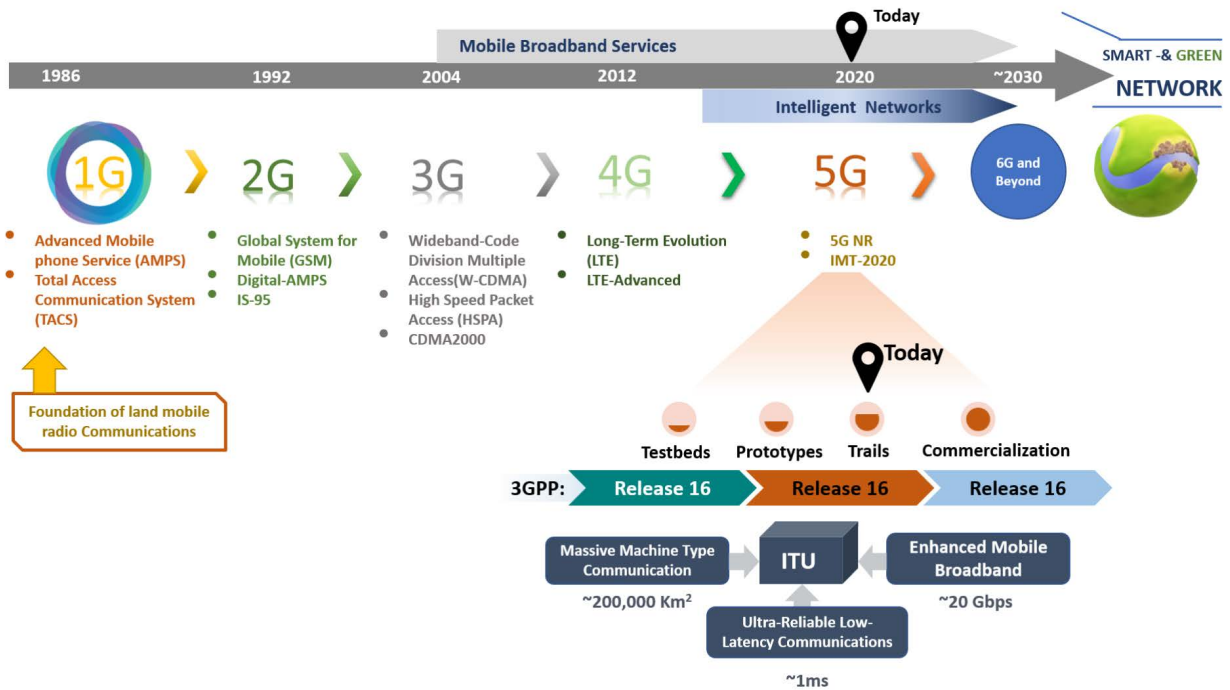 Today
Mobile Broadband Services
SMART -& GREEN
NETWORK
1986
1992
2004
2012
2020
~2030
Intelligent Networks
1G
2G
3G
4G
5G
6G and
Beyond
Advanced Mobile
phone Service (AMPS)
Total Access
Communication System
(TACS)
Global System for
Mobile (GSM)
Digital-AMPS
IS-95
Wideband-Code
Division Multiple
Access(W-CDMA)
High Speed Packet
Access (HSPA)
CDMA2000
Long-Term Evolution
(LTE)
LTE-Advanced
5G NR
IMT-2020
Foundation of land mobile
radio Communications
Today
Testbeds
Prototypes
Trails
Commercialization
3GPP:
Release 16
Release 16
Release 16
Massive Machine Type
Communication
~200,000 Km²
ITU
Enhanced Mobile
Broadband
~20 Gbps
Ultra-Reliable Low-
Latency Communications
~1ms